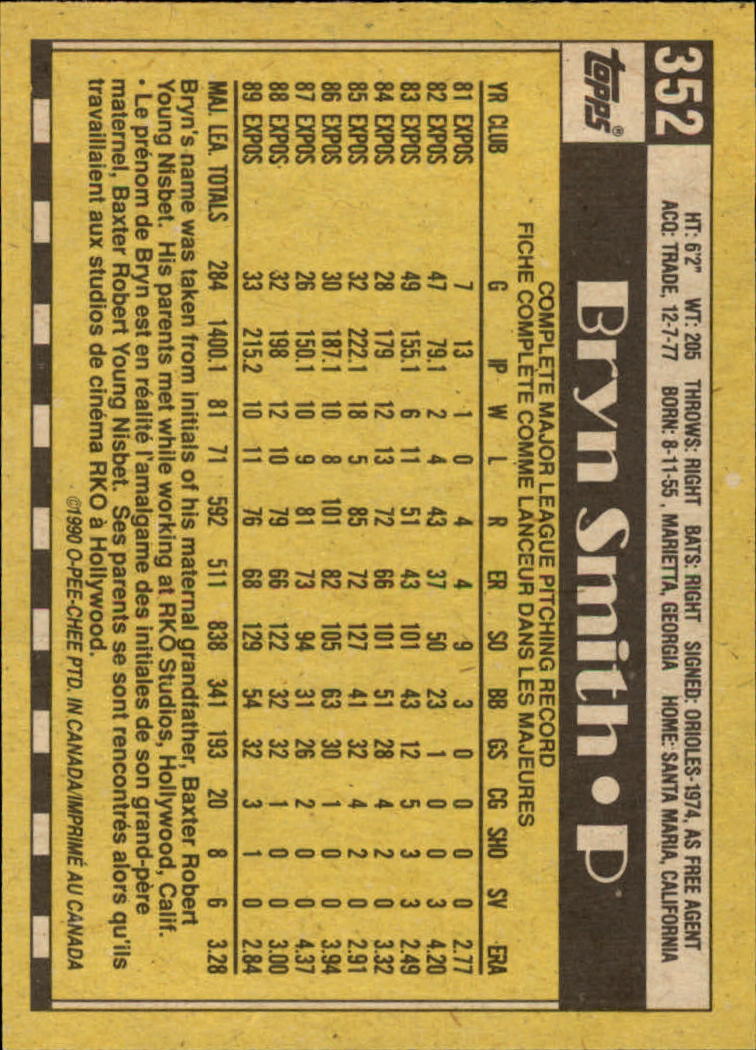 352
HT: 6'2" WT: 205 THROWS: RIGHT BATS: RIGHT SIGNED: ORIOLES-1974, AS FREE AGENT
ACQ: TRADE, 12-7-77 BORN: 8-11-55, MARIETTA, GEORGIA HOME: SANTA MARIA, CALIFORNIA
topps®
Bryn Smith • P
COMPLETE MAJOR LEAGUE PITCHING RECORD
FICHE COMPLÈTE COMME LANCEUR DANS LES MAJEURES
YR CLUB G IP W L R ER SO BB GS CG SHO SV ERA
81 EXPOS 7 13 1 0 4 4 9 3 0 0 0 0 2.77
82 EXPOS 47 79.1 2 4 43 37 50 23 1 0 0 3 4.20
83 EXPOS 49 155.1 6 11 51 43 101 43 12 5 3 3 2.49
84 EXPOS 28 179 12 13 72 66 101 51 28 4 2 0 3.32
85 EXPOS 32 222.1 18 5 85 72 127 41 32 4 2 0 2.91
86 EXPOS 30 187.1 10 8 101 82 105 63 30 1 0 0 3.94
87 EXPOS 26 150.1 10 9 81 73 94 31 26 2 0 0 4.37
88 EXPOS 32 198 12 10 79 66 122 32 32 1 0 0 3.00
89 EXPOS 33 215.2 10 11 76 68 129 54 32 3 1 0 2.84
MAJ. LEA. TOTALS 284 1400.1 81 71 592 511 838 341 193 20 8 6 3.28
Bryn's name was taken from initials of his maternal grandfather, Baxter Robert
Young Nisbet. His parents met while working at RKO Studios, Hollywood, Calif.
• Le prénom de Bryn est en réalité l'amalgame des initiales de son grand-père
maternel, Baxter Robert Young Nisbet. Ses parents se sont rencontrés alors qu'ils
travaillaient aux studios de cinéma RKO à Hollywood.
©1990 O-PEE-CHEE PTD. IN CANADA/IMPRIMÉ AU CANADA